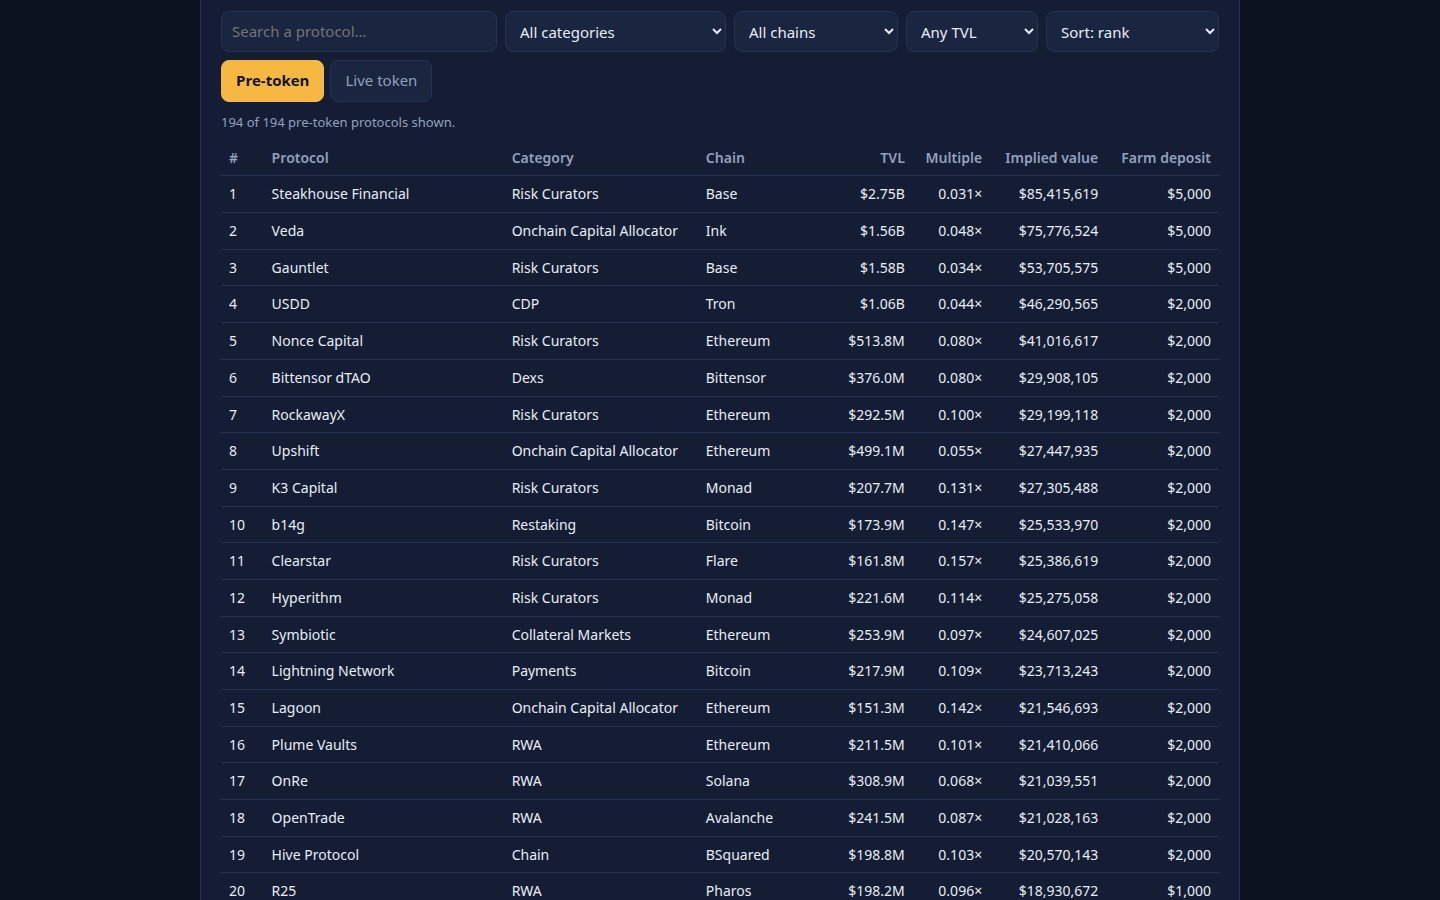 Search a protocol... All categories All chains Any TVL Sort: rank
Pre-token Live token
194 of 194 pre-token protocols shown.
# Protocol Category Chain TVL Multiple Implied value Farm deposit
1 Steakhouse Financial Risk Curators Base $2.75B 0.031× $85,415,619 $5,000
2 Veda Onchain Capital Allocator Ink $1.56B 0.048× $75,776,524 $5,000
3 Gauntlet Risk Curators Base $1.58B 0.034× $53,705,575 $5,000
4 USDD CDP Tron $1.06B 0.044× $46,290,565 $2,000
5 Nonce Capital Risk Curators Ethereum $513.8M 0.080× $41,016,617 $2,000
6 Bittensor dTAO Dexs Bittensor $376.0M 0.080× $29,908,105 $2,000
7 RockawayX Risk Curators Ethereum $292.5M 0.100× $29,199,118 $2,000
8 Upshift Onchain Capital Allocator Ethereum $499.1M 0.055× $27,447,935 $2,000
9 K3 Capital Risk Curators Monad $207.7M 0.131× $27,305,488 $2,000
10 b14g Restaking Bitcoin $173.9M 0.147× $25,533,970 $2,000
11 Clearstar Risk Curators Flare $161.8M 0.157× $25,386,619 $2,000
12 Hyperithm Risk Curators Monad $221.6M 0.114× $25,275,058 $2,000
13 Symbiotic Collateral Markets Ethereum $253.9M 0.097× $24,607,025 $2,000
14 Lightning Network Payments Bitcoin $217.9M 0.109× $23,713,243 $2,000
15 Lagoon Onchain Capital Allocator Ethereum $151.3M 0.142× $21,546,693 $2,000
16 Plume Vaults RWA Ethereum $211.5M 0.101× $21,410,066 $2,000
17 OnRe RWA Solana $308.9M 0.068× $21,039,551 $2,000
18 OpenTrade RWA Avalanche $241.5M 0.087× $21,028,163 $2,000
19 Hive Protocol Chain BSquared $198.8M 0.103× $20,570,143 $2,000
20 R25 RWA Pharos $198.2M 0.096× $18,930,672 $1,000